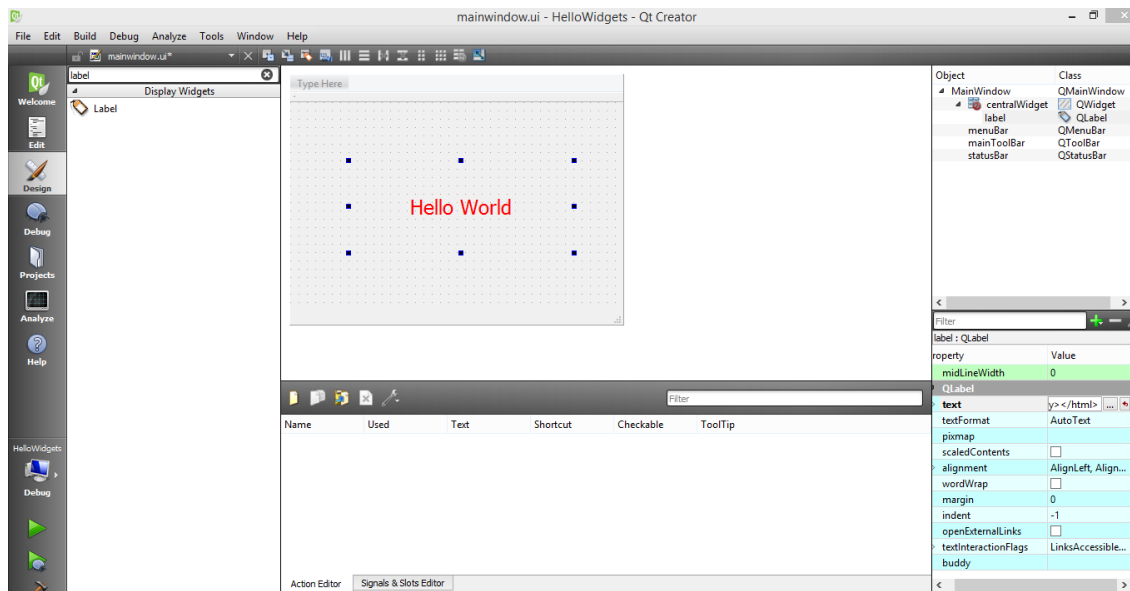 mainwindow.ui - HelloWidgets - Qt Creator
File Edit Build Debug Analyze Tools Window Help
mainwindow.ui*
Welcome
Edit
Design
Debug
Projects
Analyze
Help
HelloWidgets
Debug
label
Display Widgets
Label
Type Here
Hello World
Filter
Name Used Text Shortcut Checkable ToolTip
Action Editor Signals & Slots Editor
Object Class
MainWindow QMainWindow
centralWidget QWidget
label QLabel
menuBar QMenuBar
mainToolBar QToolBar
statusBar QStatusBar
Filter
label : QLabel
roperty Value
midLineWidth 0
QLabel
text y></html> ...
textFormat AutoText
pixmap
scaledContents
alignment AlignLeft, Align...
wordWrap
margin 0
indent -1
openExternalLinks
textInteractionFlags LinksAccessible...
buddy